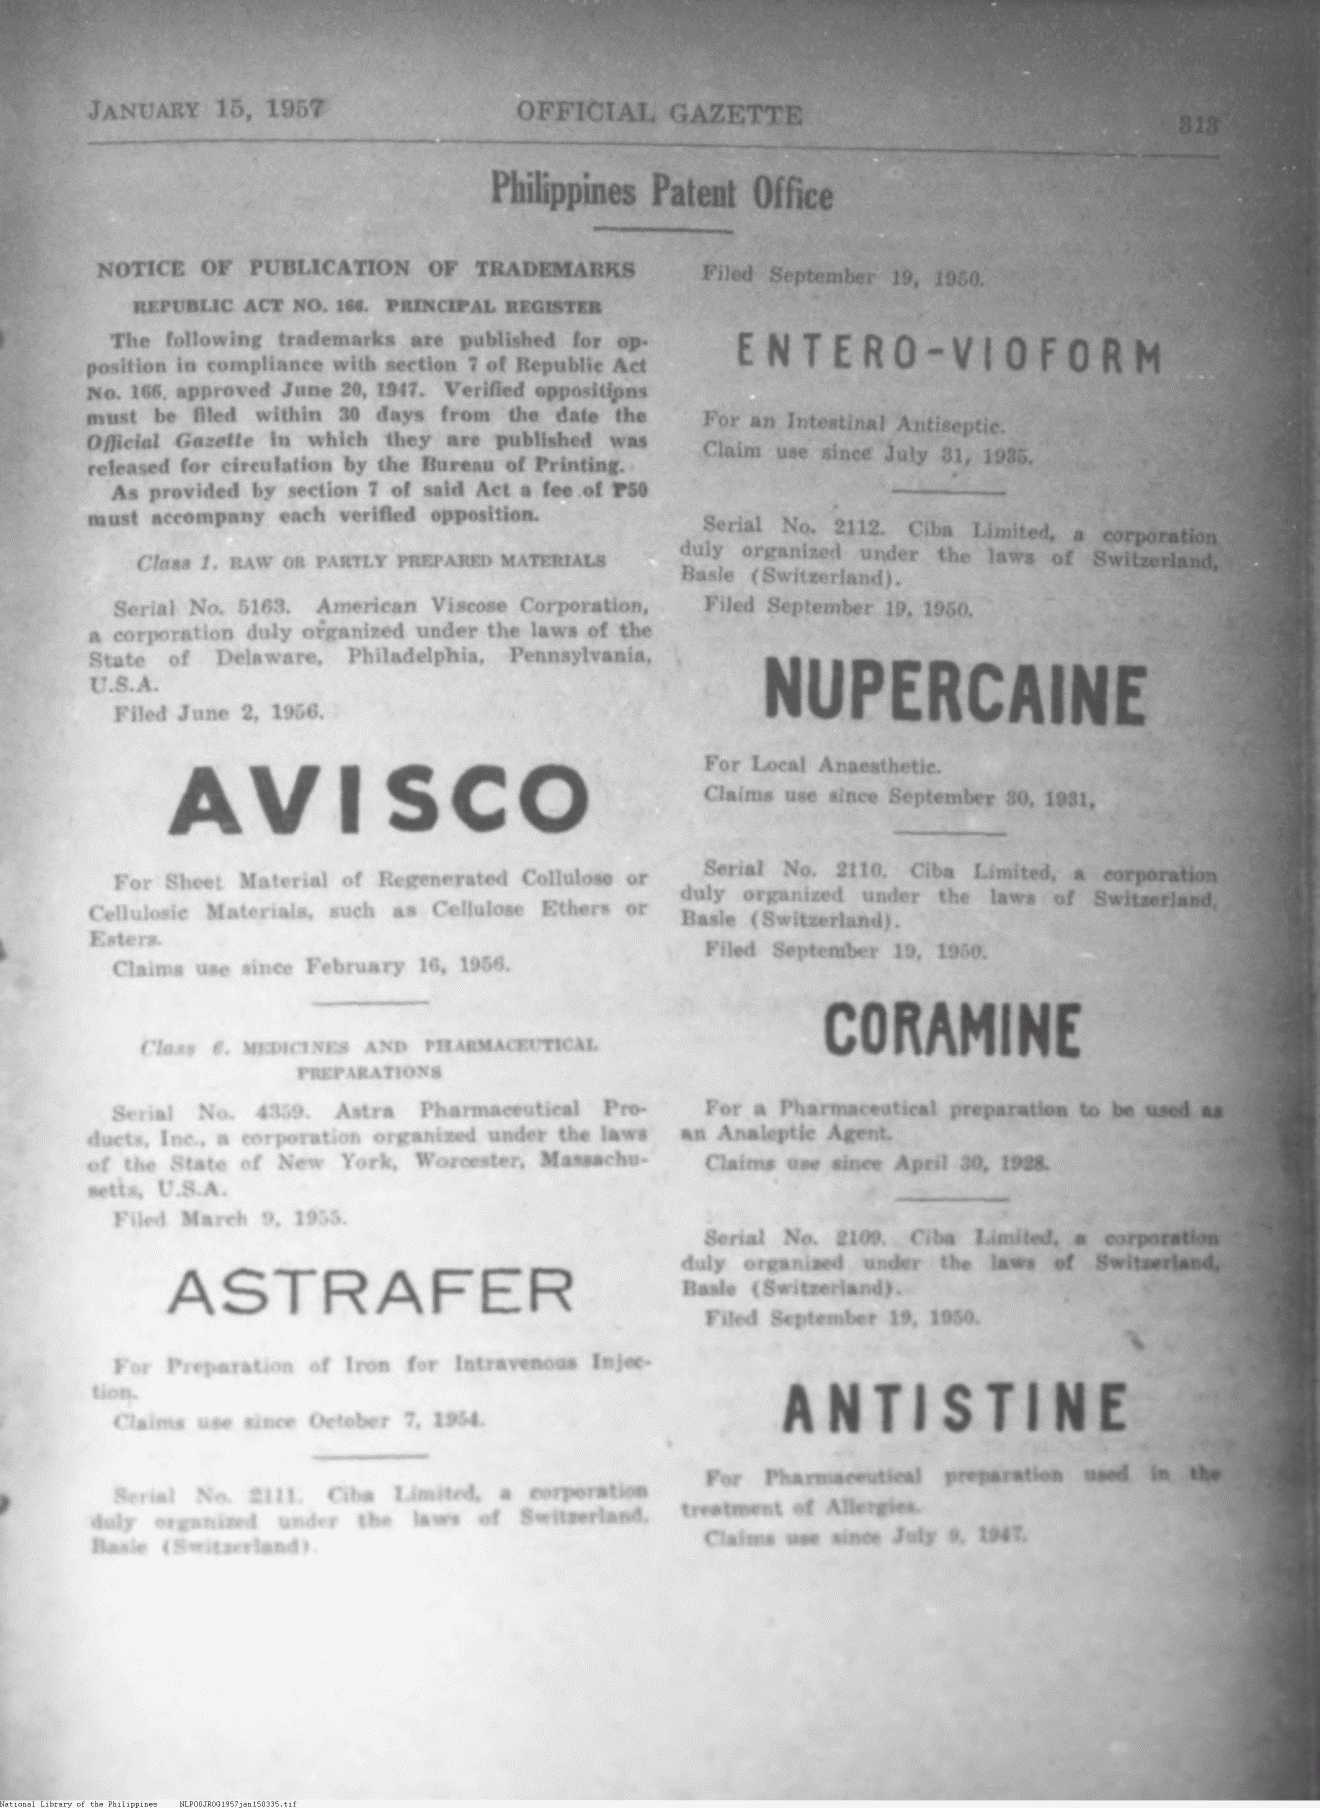 JANUARY 15, 1957 OFFICIAL GAZETTE 313
Philippines Patent Office
NOTICE OF PUBLICATION OF TRADEMARKS
REPUBLIC ACT NO. 166. PRINCIPAL REGISTER
The following trademarks are published for op-
position in compliance with section 7 of Republic Act
No. 166, approved June 20, 1947. Verified oppositions
must be filed within 30 days from the date the
Official Gazette in which they are published was
released for circulation by the Bureau of Printing.
As provided by section 7 of said Act a fee of ₱50
must accompany each verified opposition.
Class 1. RAW OR PARTLY PREPARED MATERIALS
Serial No. 5163. American Viscose Corporation,
a corporation duly organized under the laws of the
State of Delaware, Philadelphia, Pennsylvania,
U.S.A.
Filed June 2, 1956.
AVISCO
For Sheet Material of Regenerated Collulose or
Cellulosic Materials, such as Cellulose Ethers or
Esters.
Claims use since February 16, 1956.
Class 6. MEDICINES AND PHARMACEUTICAL
PREPARATIONS
Serial No. 4359. Astra Pharmaceutical Pro-
ducts, Inc., a corporation organized under the laws
of the State of New York, Worcester, Massachu-
setts, U.S.A.
Filed March 9, 1955.
ASTRAFER
For Preparation of Iron for Intravenous Injec-
tion.
Claims use since October 7, 1954.
Serial No. 2111. Ciba Limited, a corporation
duly organized under the laws of Switzerland,
Basle (Switzerland).
Filed September 19, 1950.
ENTERO-VIOFORM
For an Intestinal Antiseptic.
Claim use since July 31, 1935.
Serial No. 2112. Ciba Limited, a corporation
duly organized under the laws of Switzerland,
Basle (Switzerland).
Filed September 19, 1950.
NUPERCAINE
For Local Anaesthetic.
Claims use since September 30, 1931.
Serial No. 2110. Ciba Limited, a corporation
duly organized under the laws of Switzerland,
Basle (Switzerland).
Filed September 19, 1950.
CORAMINE
For a Pharmaceutical preparation to be used as
an Analeptic Agent.
Claims use since April 30, 1928.
Serial No. 2109. Ciba Limited, a corporation
duly organized under the laws of Switzerland,
Basle (Switzerland).
Filed September 19, 1950.
ANTISTINE
For Pharmaceutical preparation used in the
treatment of Allergies.
Claims use since July 9, 1947.
National Library of the Philippines NLPO0JROG1957jan150335.tif